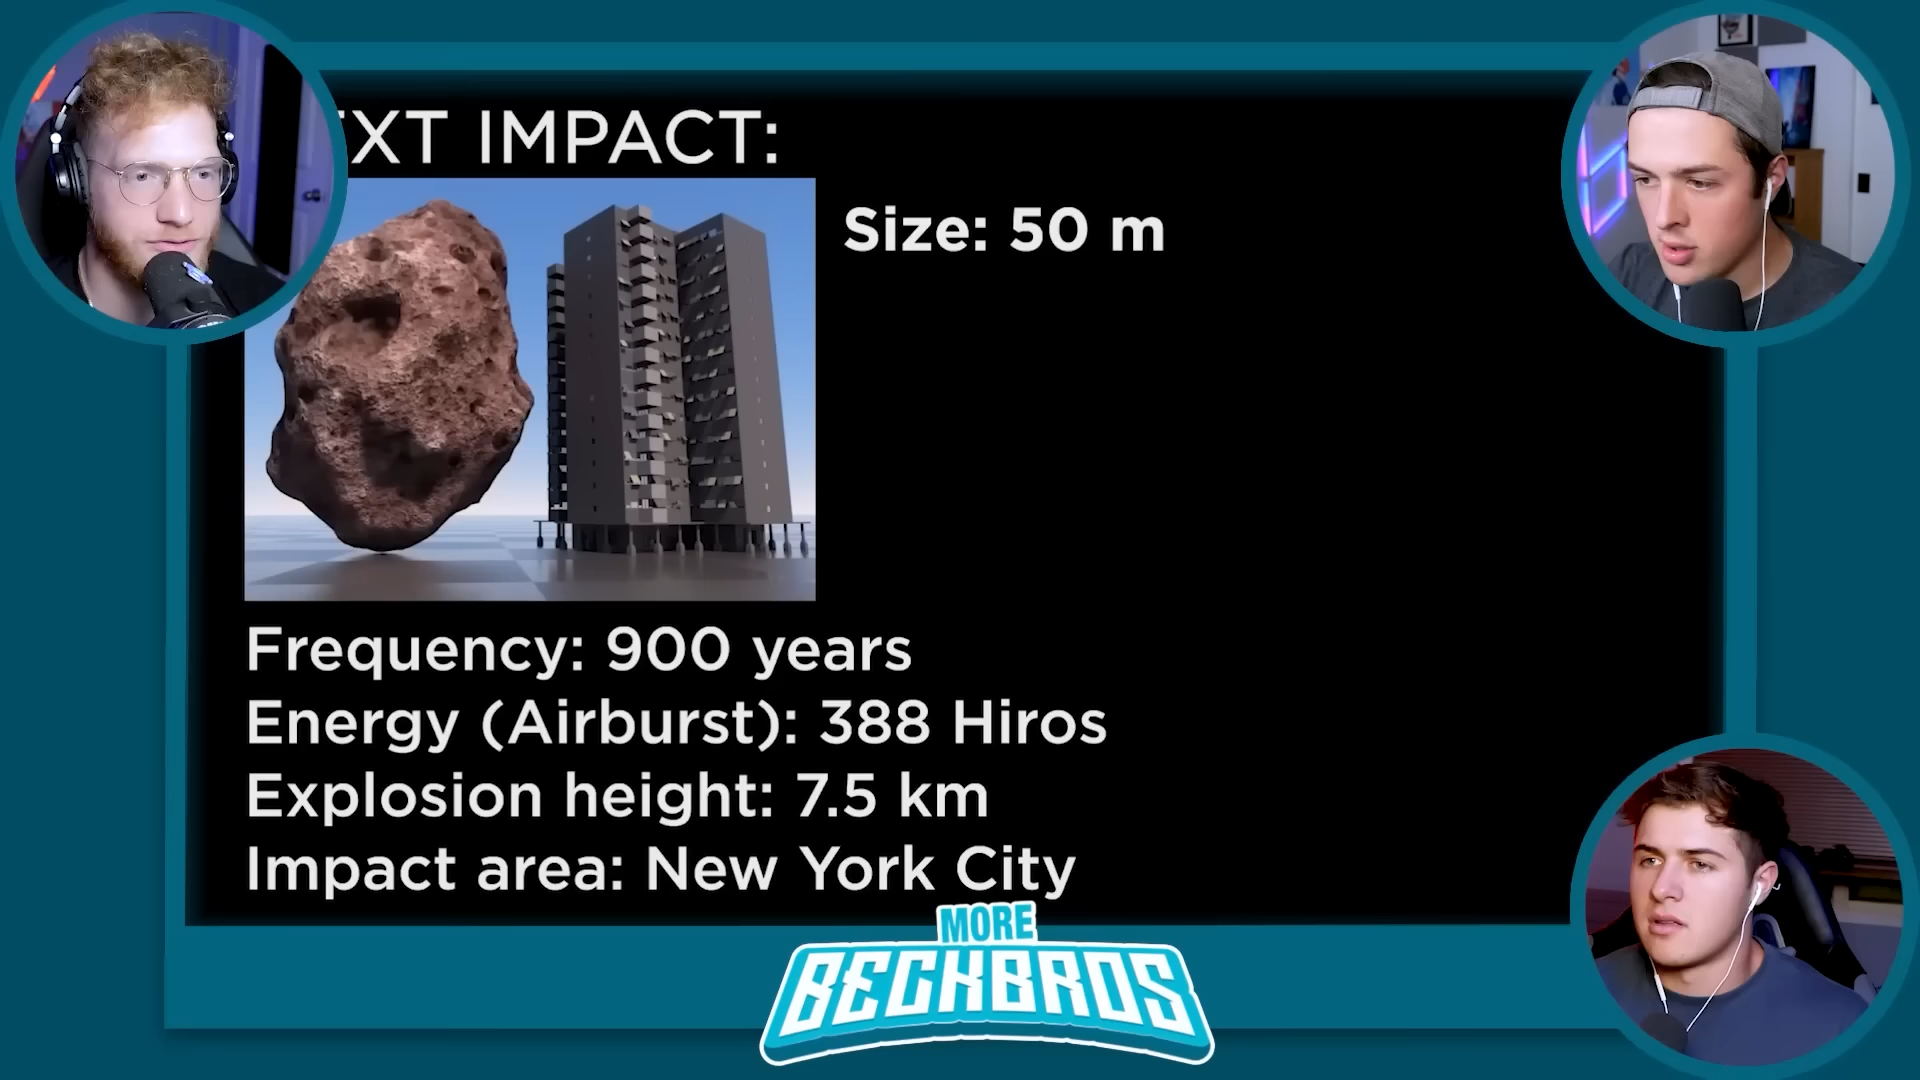 EXT IMPACT:
Size: 50 m
Frequency: 900 years
Energy (Airburst): 388 Hiros
Explosion height: 7.5 km
Impact area: New York City
MORE
BECKBROS